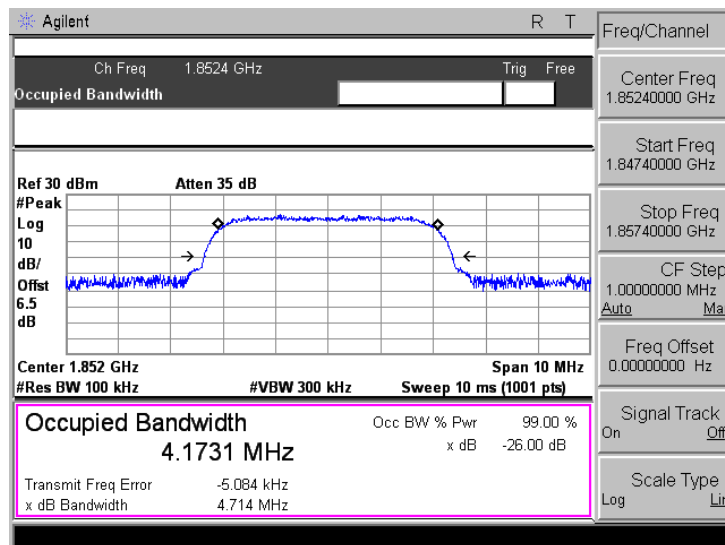 Agilent R T
Freq/Channel
Ch Freq 1.8524 GHz Trig Free
Occupied Bandwidth
Center Freq
1.85240000 GHz
Start Freq
1.84740000 GHz
Stop Freq
1.85740000 GHz
CF Step
1.00000000 MHz
Auto Ma
Freq Offset
0.00000000 Hz
Signal Track
On Off
Scale Type
Log Lin
Ref 30 dBm Atten 35 dB
#Peak
Log
10
dB/
Offst
6.5
dB
Center 1.852 GHz Span 10 MHz
#Res BW 100 kHz #VBW 300 kHz Sweep 10 ms (1001 pts)
Occupied Bandwidth Occ BW % Pwr 99.00 %
4.1731 MHz x dB -26.00 dB
Transmit Freq Error -5.084 kHz
x dB Bandwidth 4.714 MHz